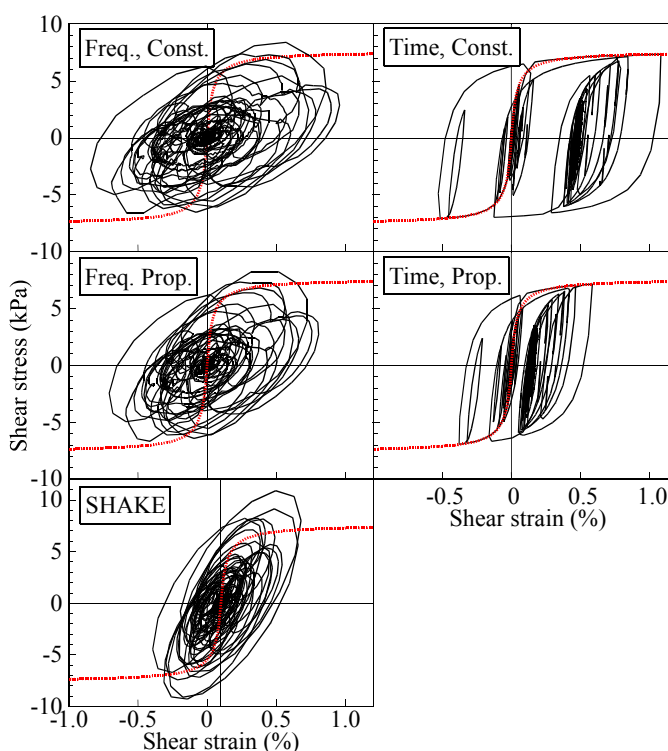 10
5
0
-5
-10
Freq., Const.
Time, Const.
5
0
-5
-10
Freq. Prop.
Time, Prop.
Shear stress (kPa)
-0.5
0
0.5
1.0
Shear strain (%)
10
5
0
-5
-10
SHAKE
-1.0
-0.5
0
0.5
1.0
Shear strain (%)